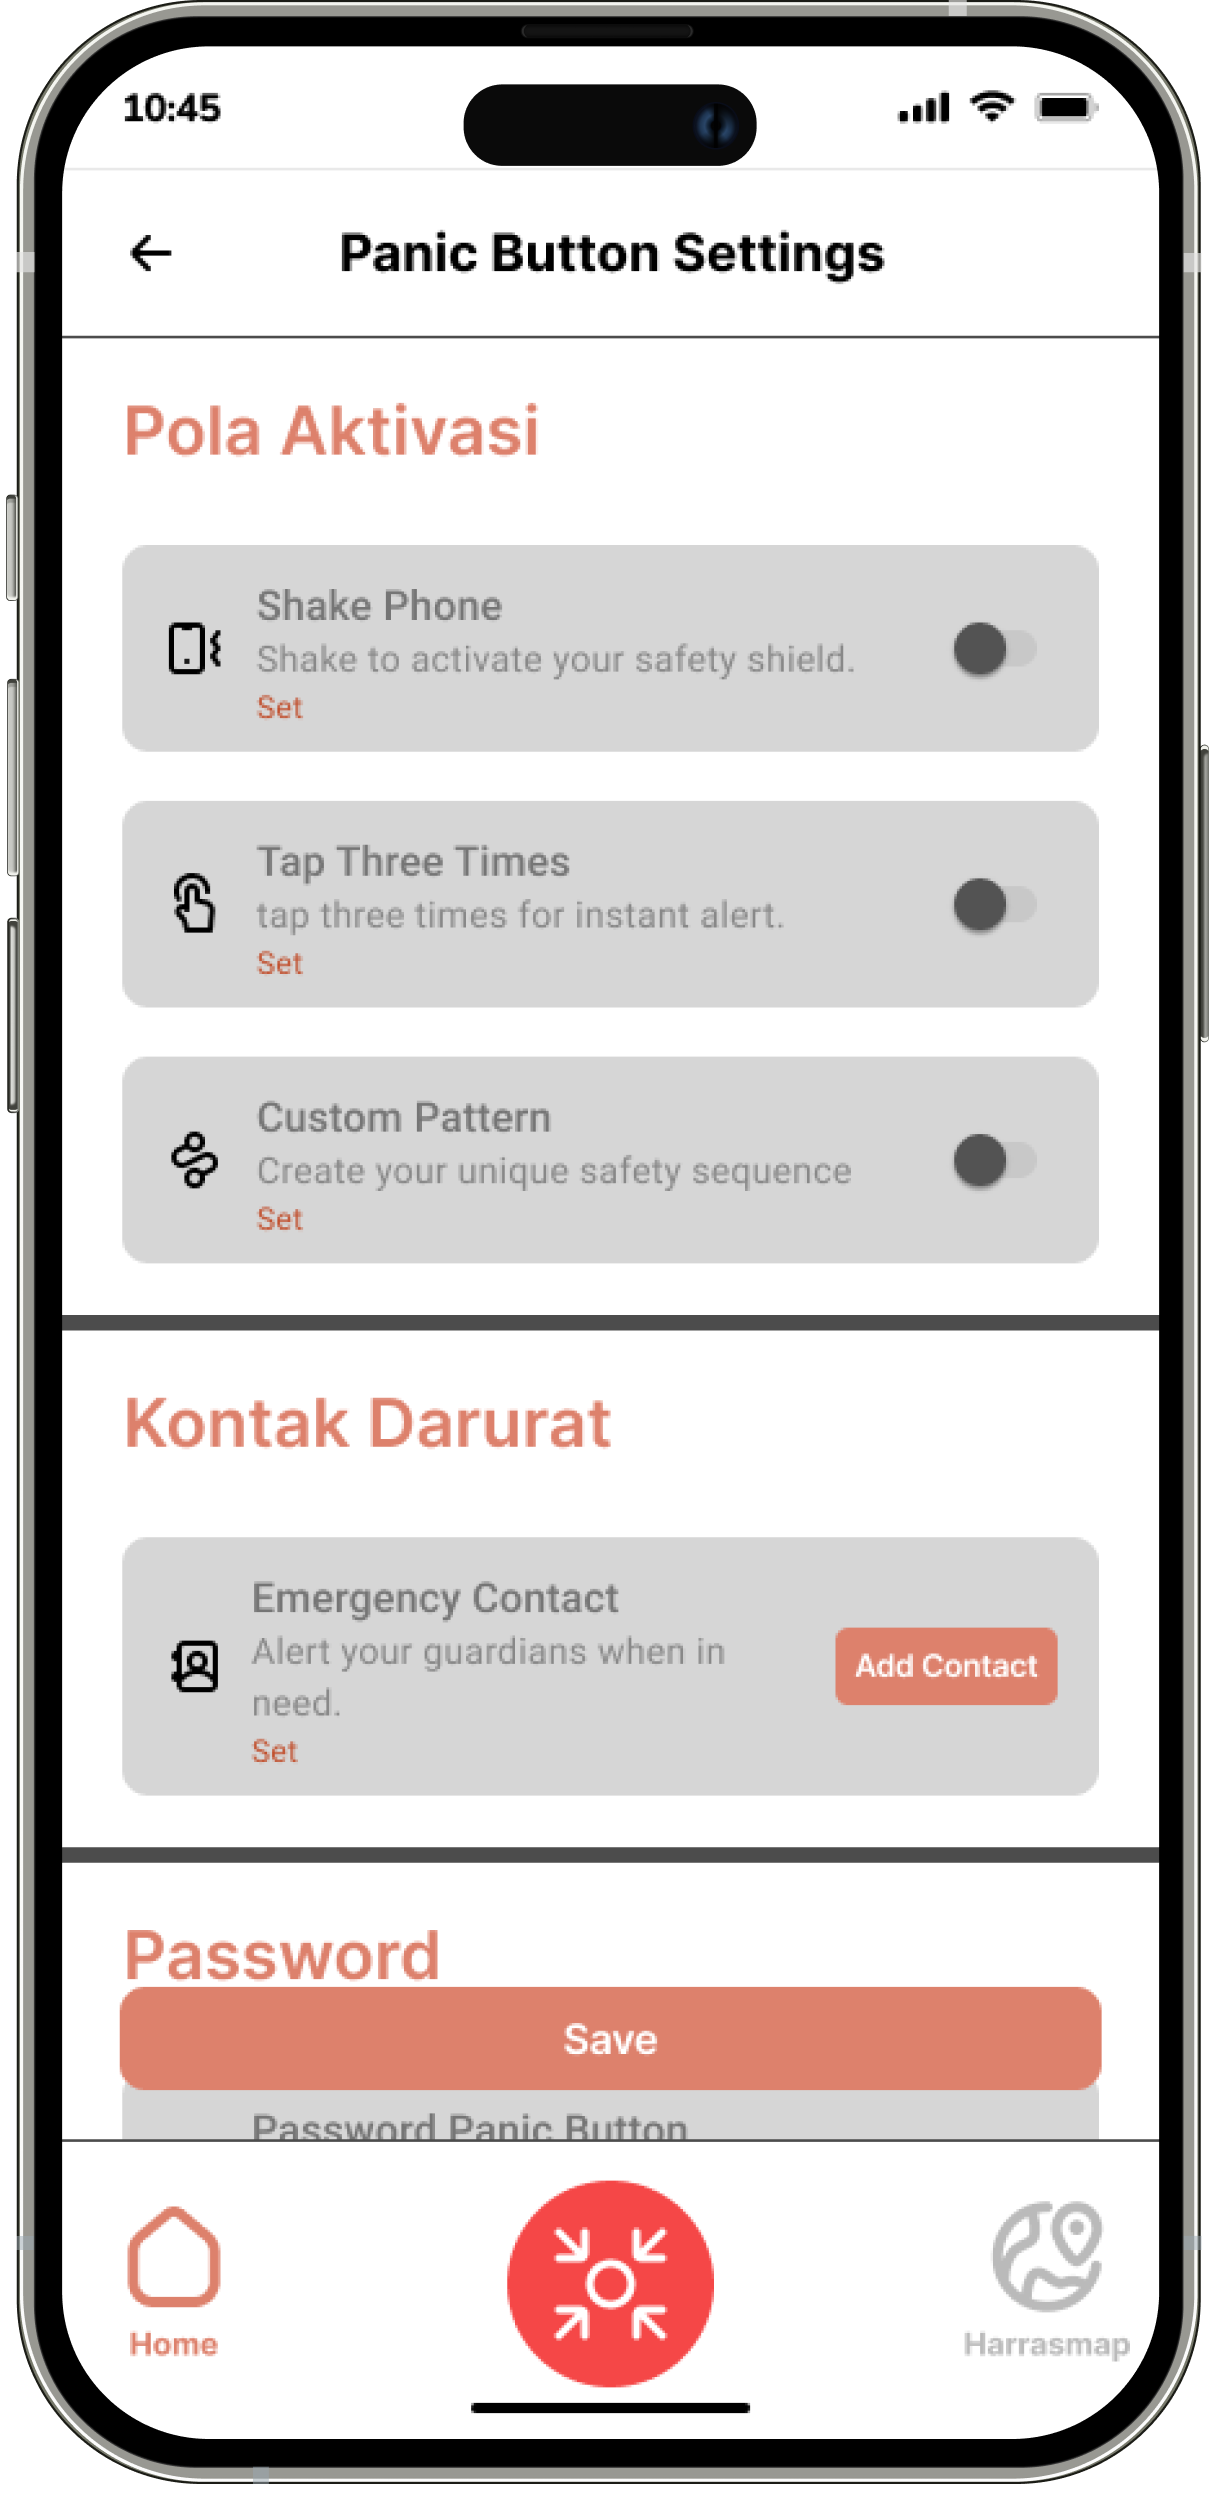 10:45
Panic Button Settings
Pola Aktivasi
Shake Phone
Shake to activate your safety shield.
Set
Tap Three Times
tap three times for instant alert.
Set
Custom Pattern
Create your unique safety sequence
Set
Kontak Darurat
Emergency Contact
Alert your guardians when in
need.
Set
Add Contact
Password
Save
Password Panic Button
Home
Harrasmap